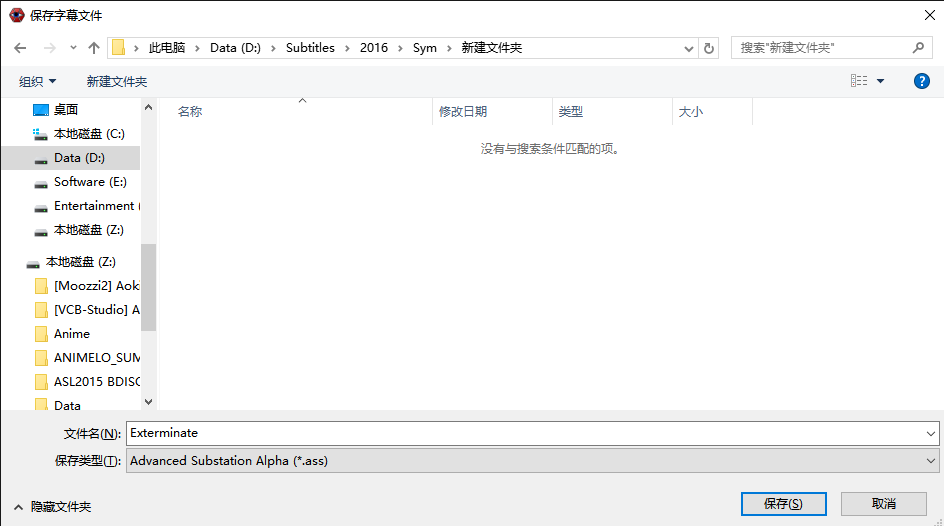 保存字幕文件
此电脑 › Data (D:) › Subtitles › 2016 › Sym › 新建文件夹
搜索"新建文件夹"
组织 新建文件夹
名称 修改日期 类型 大小
没有与搜索条件匹配的项。
桌面
本地磁盘 (C:)
Data (D:)
Software (E:)
Entertainment (
本地磁盘 (Z:)
本地磁盘 (Z:)
[Moozzi2] Aok
[VCB-Studio] A
Anime
ANIMELO_SUM
ASL2015 BDISO
Data
文件名(N): Exterminate
保存类型(T): Advanced Substation Alpha (*.ass)
隐藏文件夹 保存(S) 取消